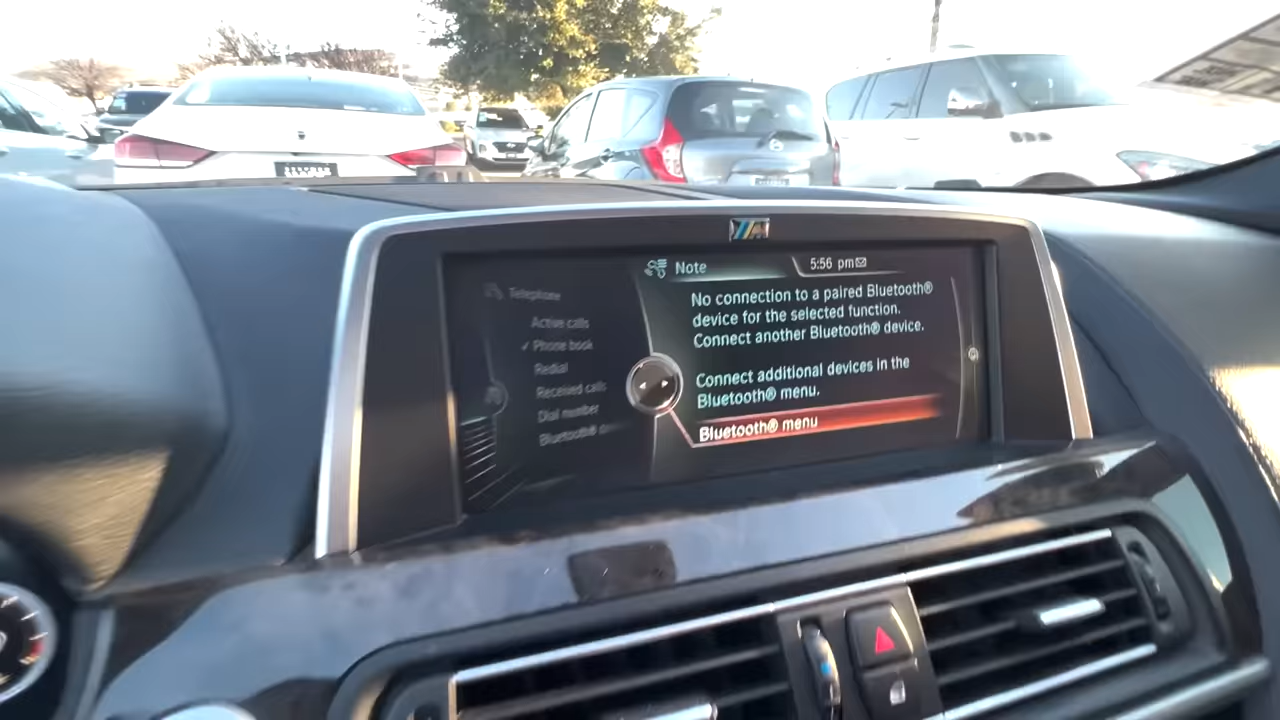 Note
5:56 pm
Telephone
Active calls
✓ Phone book
Redial
Received calls
Dial number
Bluetooth®
No connection to a paired Bluetooth®
device for the selected function.
Connect another Bluetooth® device.
Connect additional devices in the
Bluetooth® menu.
Bluetooth® menu